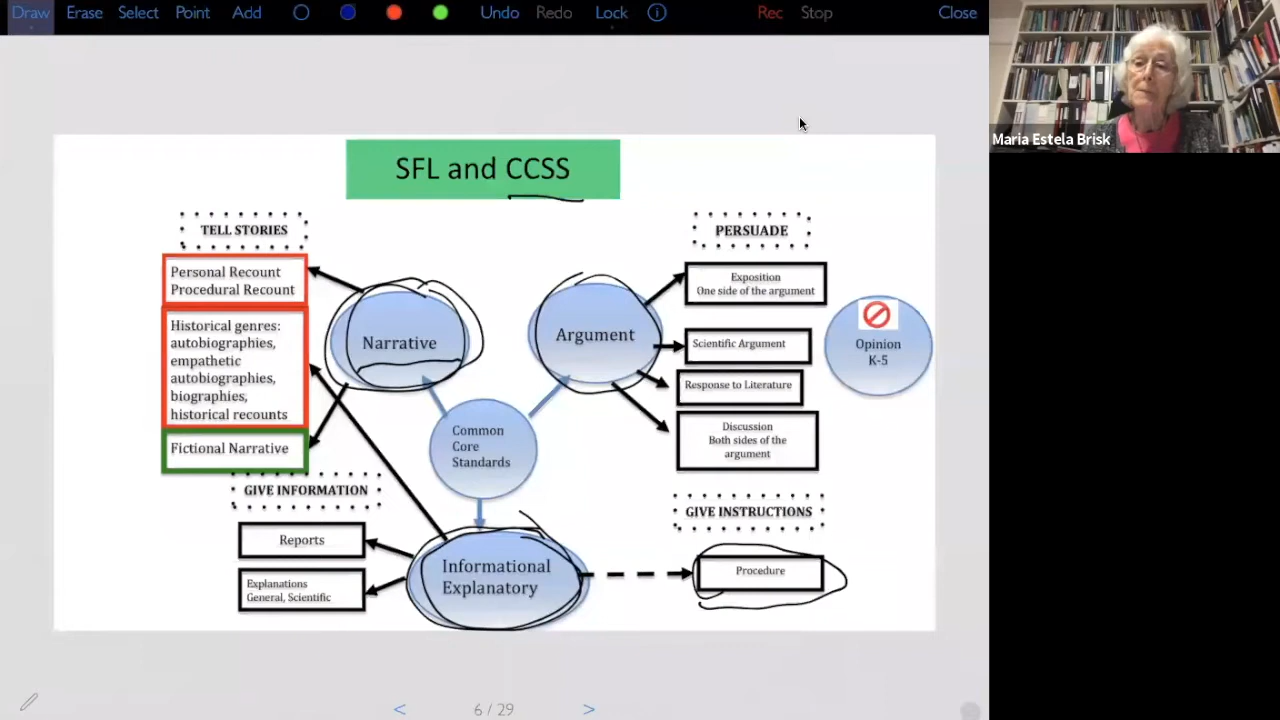 Draw Erase Select Point Add Undo Redo Lock Rec Stop Close
Maria Estela Brisk
SFL and CCSS
TELL STORIES
Personal Recount
Procedural Recount
Historical genres:
autobiographies,
empathetic
autobiographies,
biographies,
historical recounts
Fictional Narrative
Narrative
Argument
PERSUADE
Exposition
One side of the argument
Scientific Argument
Response to Literature
Discussion
Both sides of the
argument
Opinion
K-5
Common
Core
Standards
GIVE INFORMATION
Reports
Explanations
General, Scientific
Informational
Explanatory
GIVE INSTRUCTIONS
Procedure
< 6 / 29 >